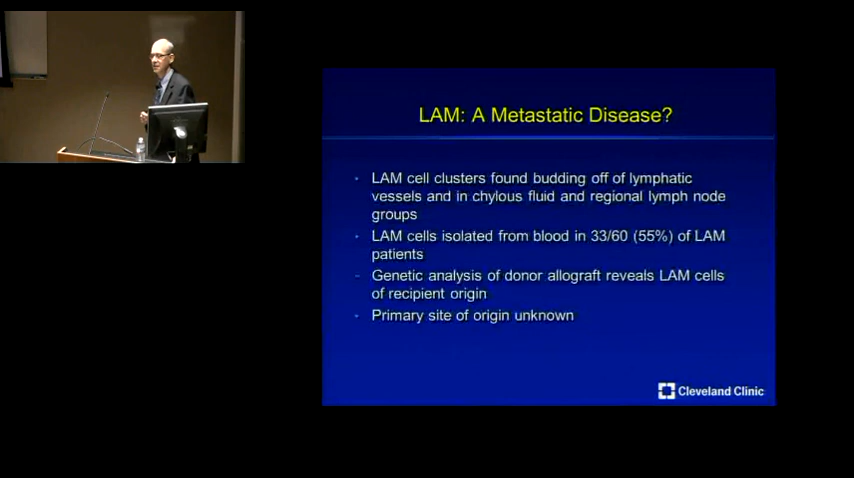 LAM: A Metastatic Disease?
LAM cell clusters found budding off of lymphatic
vessels and in chylous fluid and regional lymph node
groups
LAM cells isolated from blood in 33/60 (55%) of LAM
patients
Genetic analysis of donor allograft reveals LAM cells
of recipient origin
Primary site of origin unknown
Cleveland Clinic